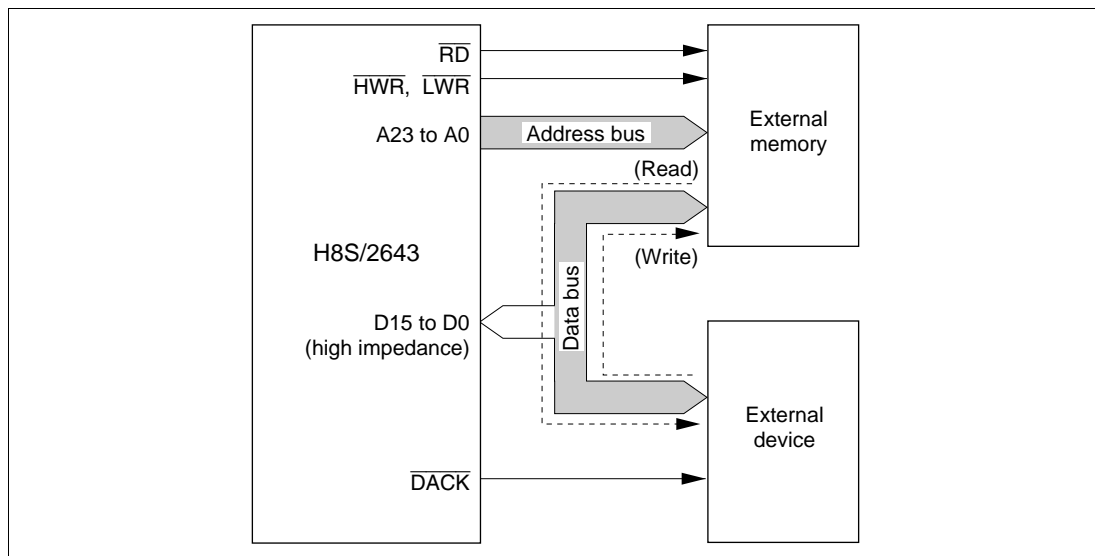 RD
HWR, LWR
A23 to A0
Address bus
External
memory
(Read)
H8S/2643
(Write)
Data bus
D15 to D0
(high impedance)
External
device
DACK